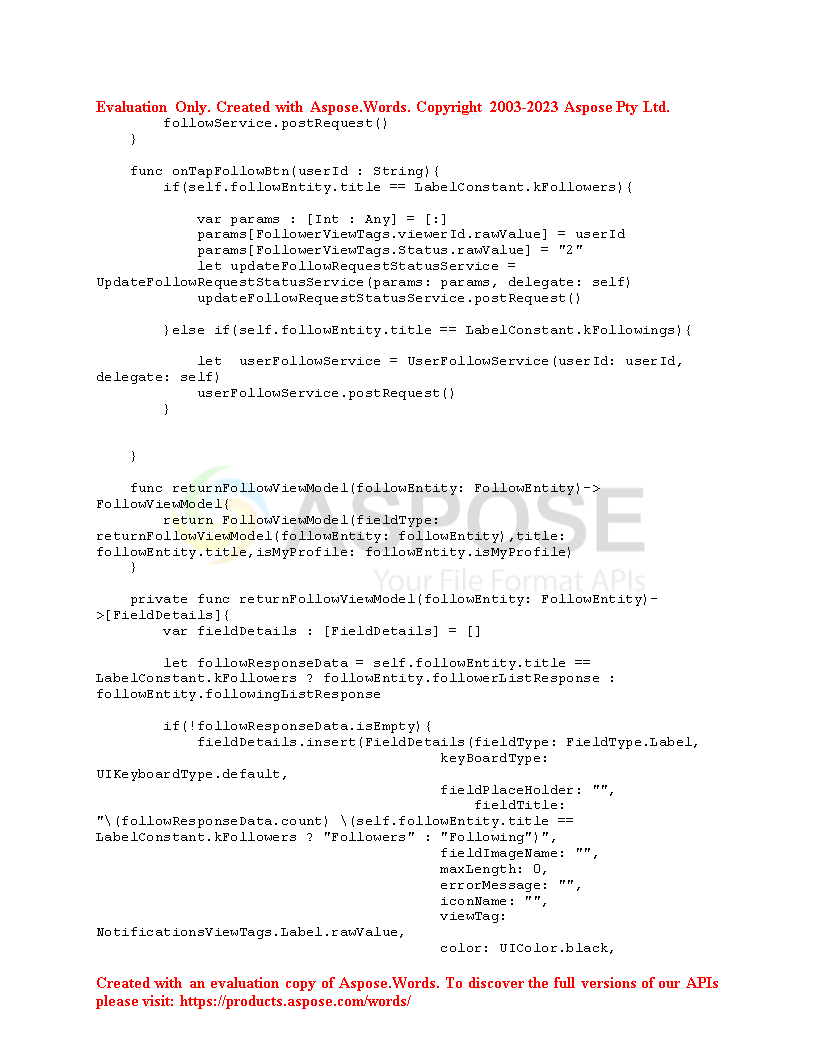 Evaluation Only. Created with Aspose.Words. Copyright 2003-2023 Aspose Pty Ltd.
        followService.postRequest()
    }
    func onTapFollowBtn(userId : String){
        if(self.followEntity.title == LabelConstant.kFollowers){
            var params : [Int : Any] = [:]
            params[FollowerViewTags.viewerId.rawValue] = userId
            params[FollowerViewTags.Status.rawValue] = "2"
            let updateFollowRequestStatusService =
UpdateFollowRequestStatusService(params: params, delegate: self)
            updateFollowRequestStatusService.postRequest()
        }else if(self.followEntity.title == LabelConstant.kFollowings){
            let  userFollowService = UserFollowService(userId: userId,
delegate: self)
            userFollowService.postRequest()
        }
    }
    func returnFollowViewModel(followEntity: FollowEntity)->
FollowViewModel{
        return FollowViewModel(fieldType:
returnFollowViewModel(followEntity: followEntity),title:
followEntity.title,isMyProfile: followEntity.isMyProfile)
    }
ASPOSE
Your File Format APIs
    private func returnFollowViewModel(followEntity: FollowEntity)-
>[FieldDetails]{
        var fieldDetails : [FieldDetails] = []
        let followResponseData = self.followEntity.title ==
LabelConstant.kFollowers ? followEntity.followerListResponse :
followEntity.followingListResponse
        if(!followResponseData.isEmpty){
            fieldDetails.insert(FieldDetails(fieldType: FieldType.Label,
                                         keyBoardType:
UIKeyboardType.default,
                                         fieldPlaceHolder: "",
                                             fieldTitle:
"\(followResponseData.count) \(self.followEntity.title ==
LabelConstant.kFollowers ? "Followers" : "Following")",
                                         fieldImageName: "",
                                         maxLength: 0,
                                         errorMessage: "",
                                         iconName: "",
                                         viewTag:
NotificationsViewTags.Label.rawValue,
                                         color: UIColor.black,
Created with an evaluation copy of Aspose.Words. To discover the full versions of our APIs
please visit: https://products.aspose.com/words/